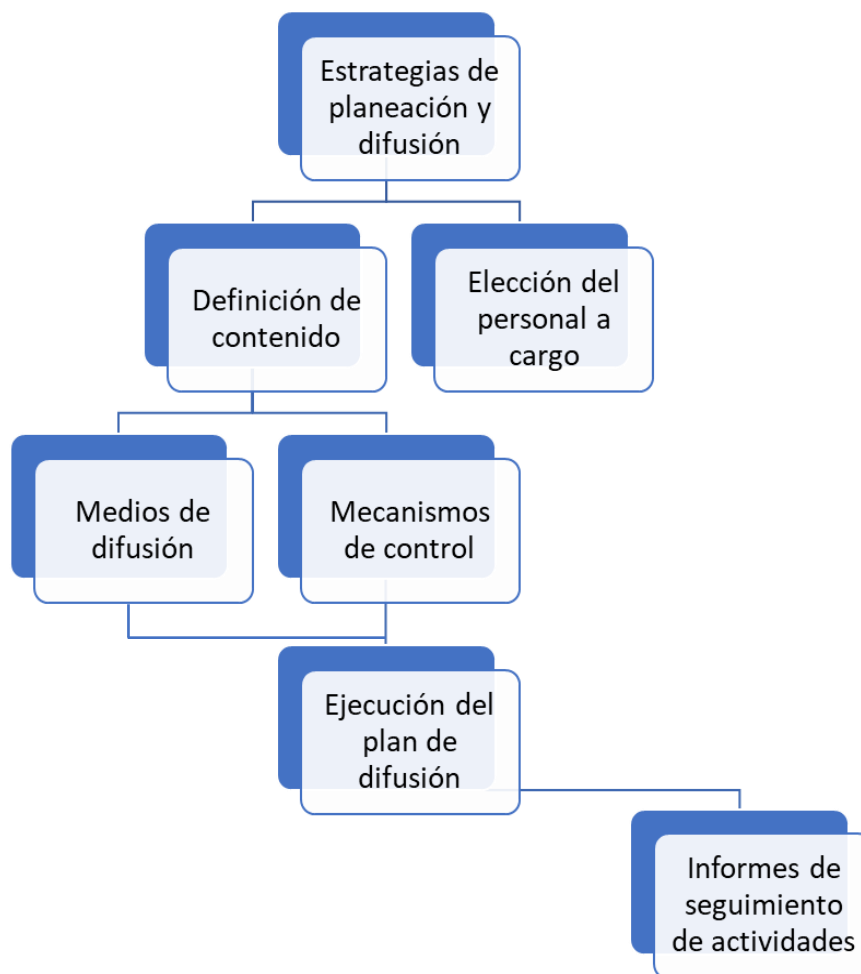 Estrategias de
planeación y
difusión
Definición de
contenido
Elección del
personal a
cargo
Medios de
difusión
Mecanismos
de control
Ejecución del
plan de
difusión
Informes de
seguimiento
de actividades